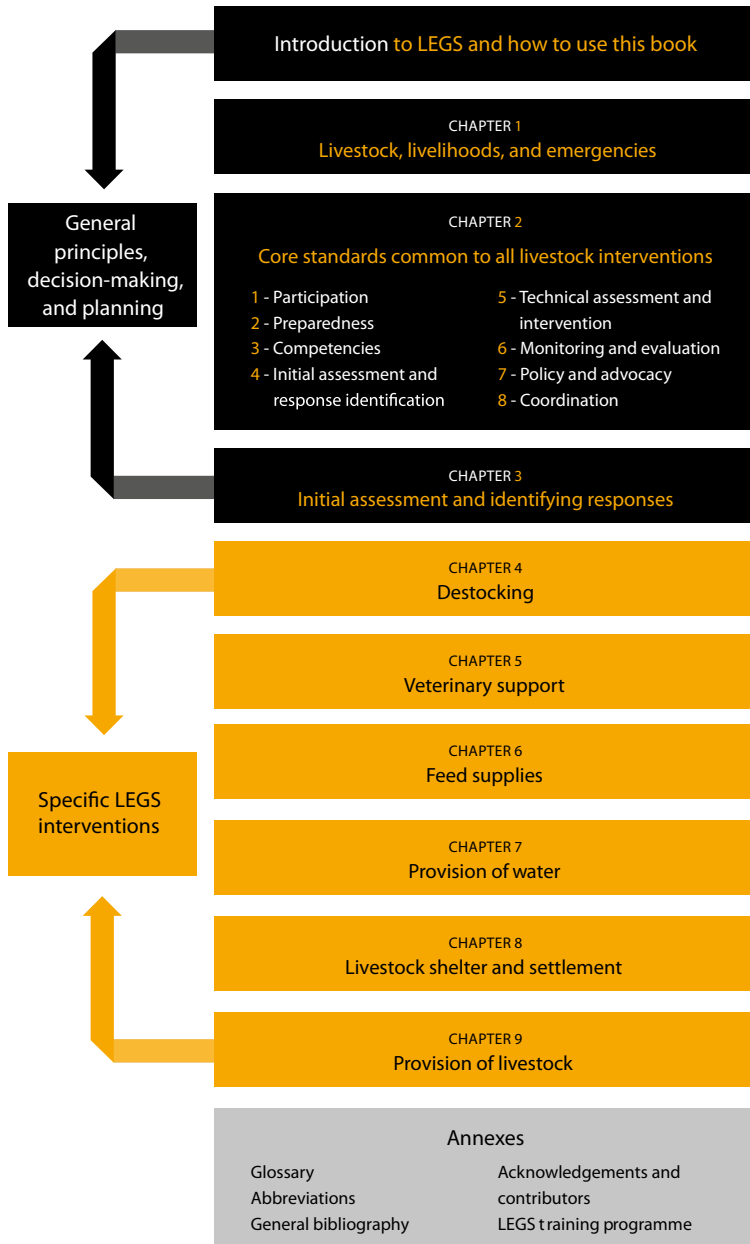 Introduction to LEGS and how to use this book
CHAPTER 1
Livestock, livelihoods, and emergencies
General
principles,
decision-making,
and planning
CHAPTER 2
Core standards common to all livestock interventions
1 - Participation
2 - Preparedness
3 - Competencies
4 - Initial assessment and
response identification
5 - Technical assessment and
intervention
6 - Monitoring and evaluation
7 - Policy and advocacy
8 - Coordination
CHAPTER 3
Initial assessment and identifying responses
CHAPTER 4
Destocking
CHAPTER 5
Veterinary support
Specific LEGS
interventions
CHAPTER 6
Feed supplies
CHAPTER 7
Provision of water
CHAPTER 8
Livestock shelter and settlement
CHAPTER 9
Provision of livestock
Annexes
Glossary
Abbreviations
General bibliography
Acknowledgements and
contributors
LEGS t raining programme